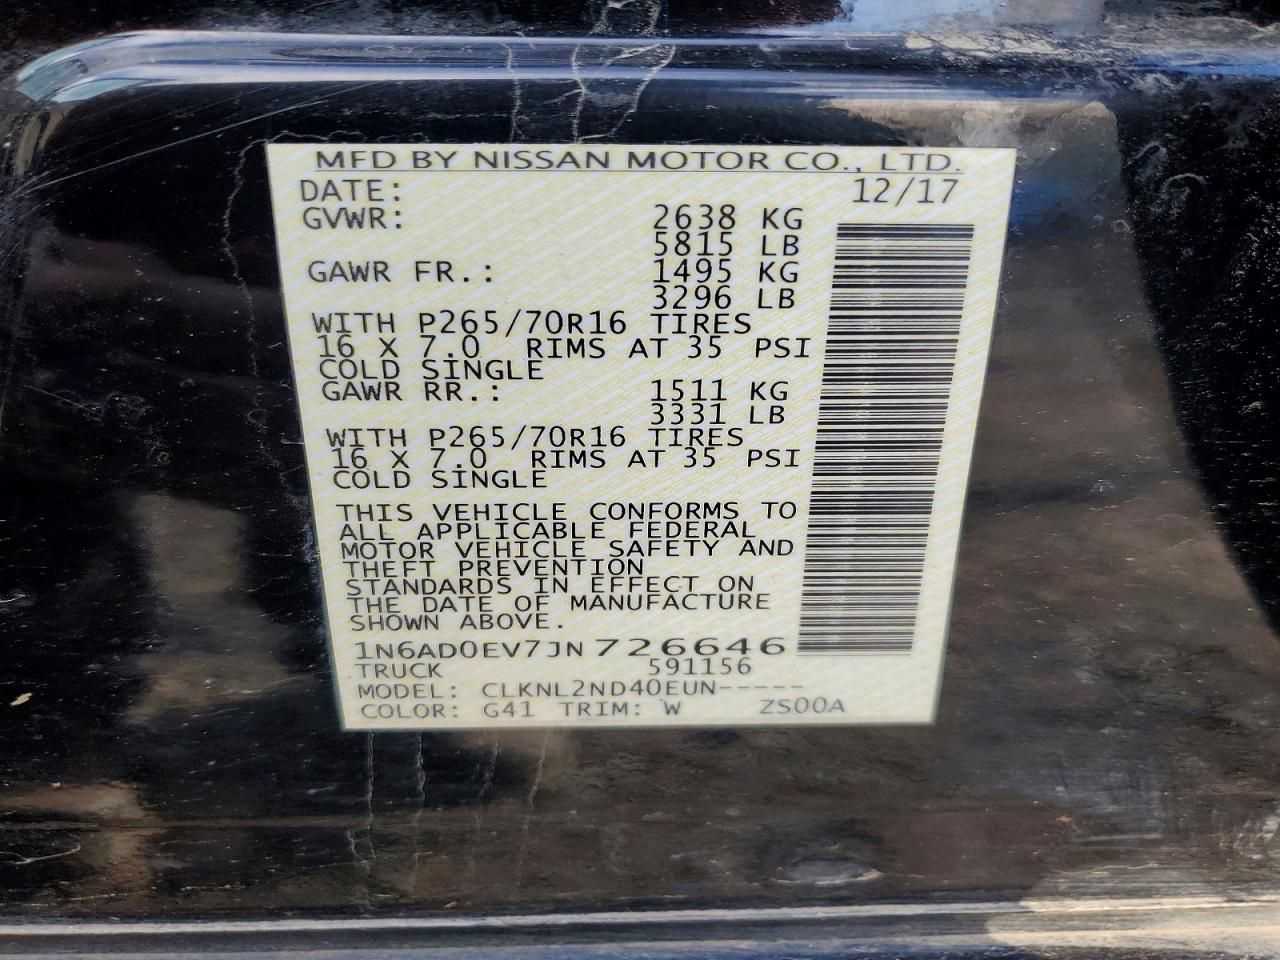 MFD BY NISSAN MOTOR CO., LTD.
DATE: 12/17
GVWR: 2638 KG
5815 LB
GAWR FR.: 1495 KG
3296 LB
WITH P265/70R16 TIRES
16 X 7.0 RIMS AT 35 PSI
COLD SINGLE
GAWR RR.: 1511 KG
3331 LB
WITH P265/70R16 TIRES
16 X 7.0 RIMS AT 35 PSI
COLD SINGLE
THIS VEHICLE CONFORMS TO
ALL APPLICABLE FEDERAL
MOTOR VEHICLE SAFETY AND
THEFT PREVENTION
STANDARDS IN EFFECT ON
THE DATE OF MANUFACTURE
SHOWN ABOVE.
1N6AD0EV7JN726646
TRUCK 591156
MODEL: CLKNL2ND40EUN-----
COLOR: G41 TRIM: W ZS00A